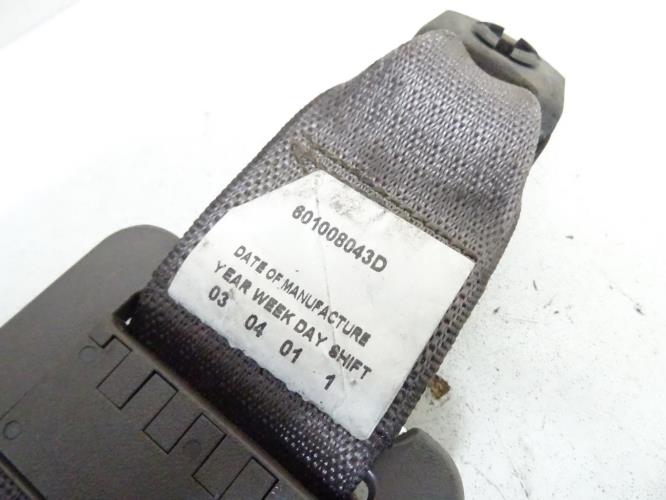 601008043D
DATE OF MANUFACTURE
YEAR WEEK DAY SHIFT
03 04 01 1